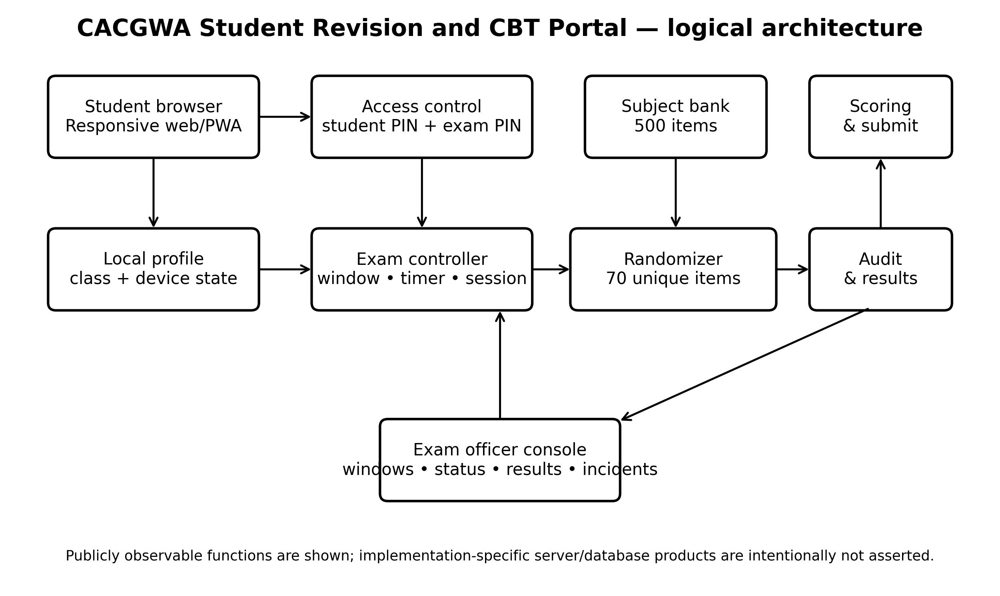 CACGWA Student Revision and CBT Portal — logical architecture
Student browser
Responsive web/PWA
Access control
student PIN + exam PIN
Subject bank
500 items
Scoring
& submit
Local profile
class + device state
Exam controller
window • timer • session
Randomizer
70 unique items
Audit
& results
Exam officer console
windows • status • results • incidents
Publicly observable functions are shown; implementation-specific server/database products are intentionally not asserted.